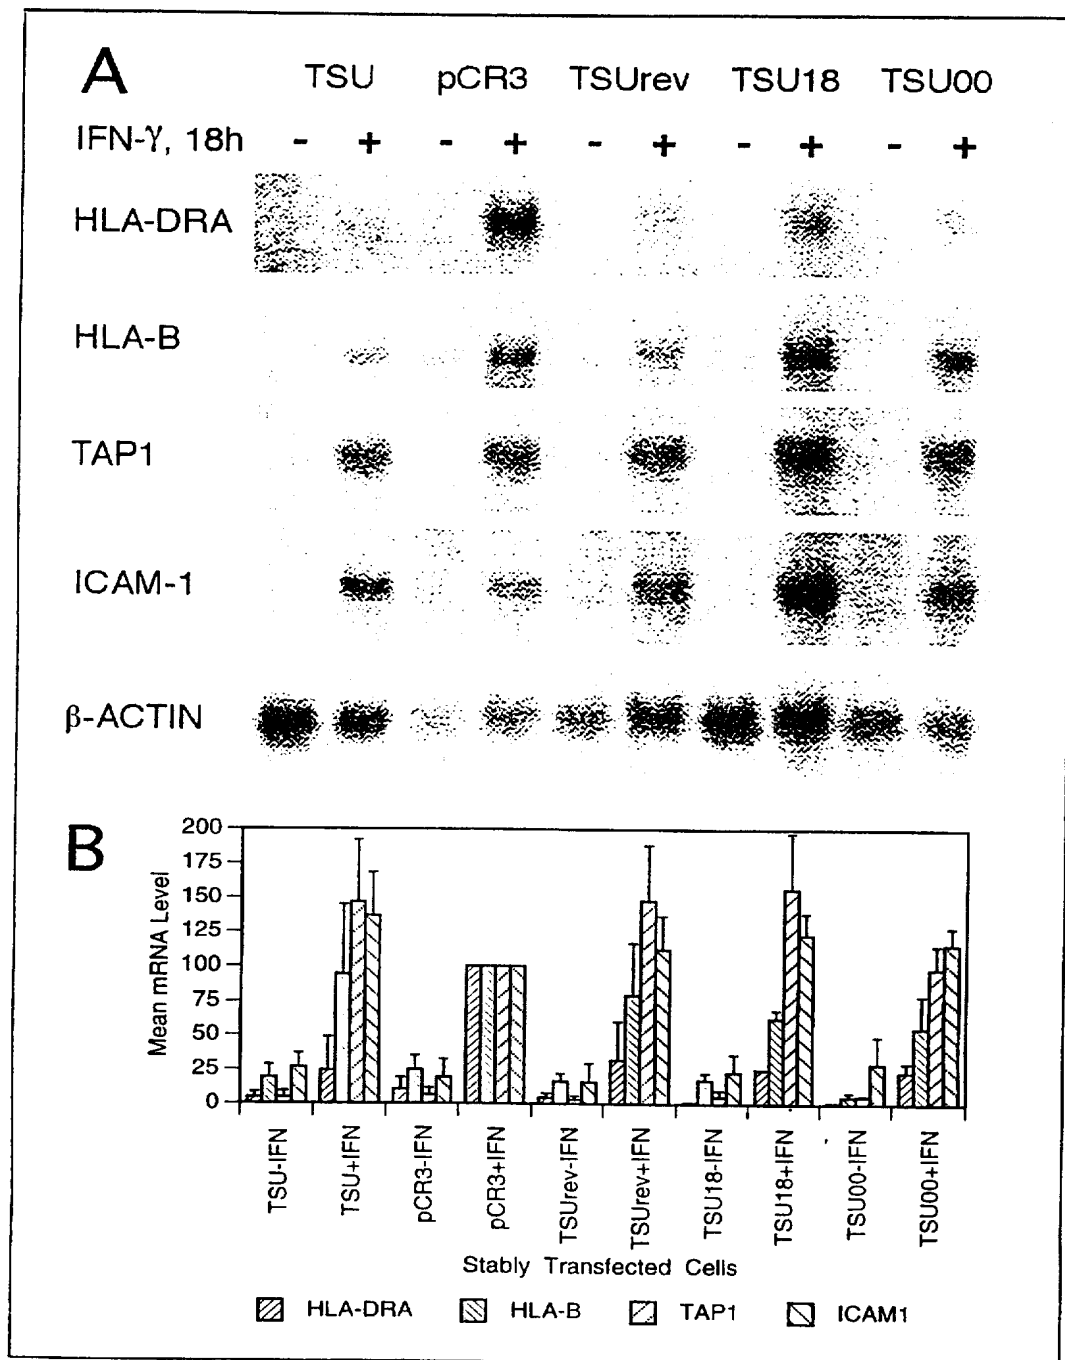 A
TSU pCR3 TSUrev TSU18 TSU00
IFN-γ, 18h - + - + - + - + - +
HLA-DRA
HLA-B
TAP1
ICAM-1
β-ACTIN
B
Mean mRNA Level
200
175
150
125
100
75
50
25
0
TSU-IFN
TSU+IFN
pCR3-IFN
pCR3+IFN
TSUrev-IFN
TSUrev+IFN
TSU18-IFN
TSU18+IFN
TSU00-IFN
TSU00+IFN
Stably Transfected Cells
HLA-DRA HLA-B TAP1 ICAM1